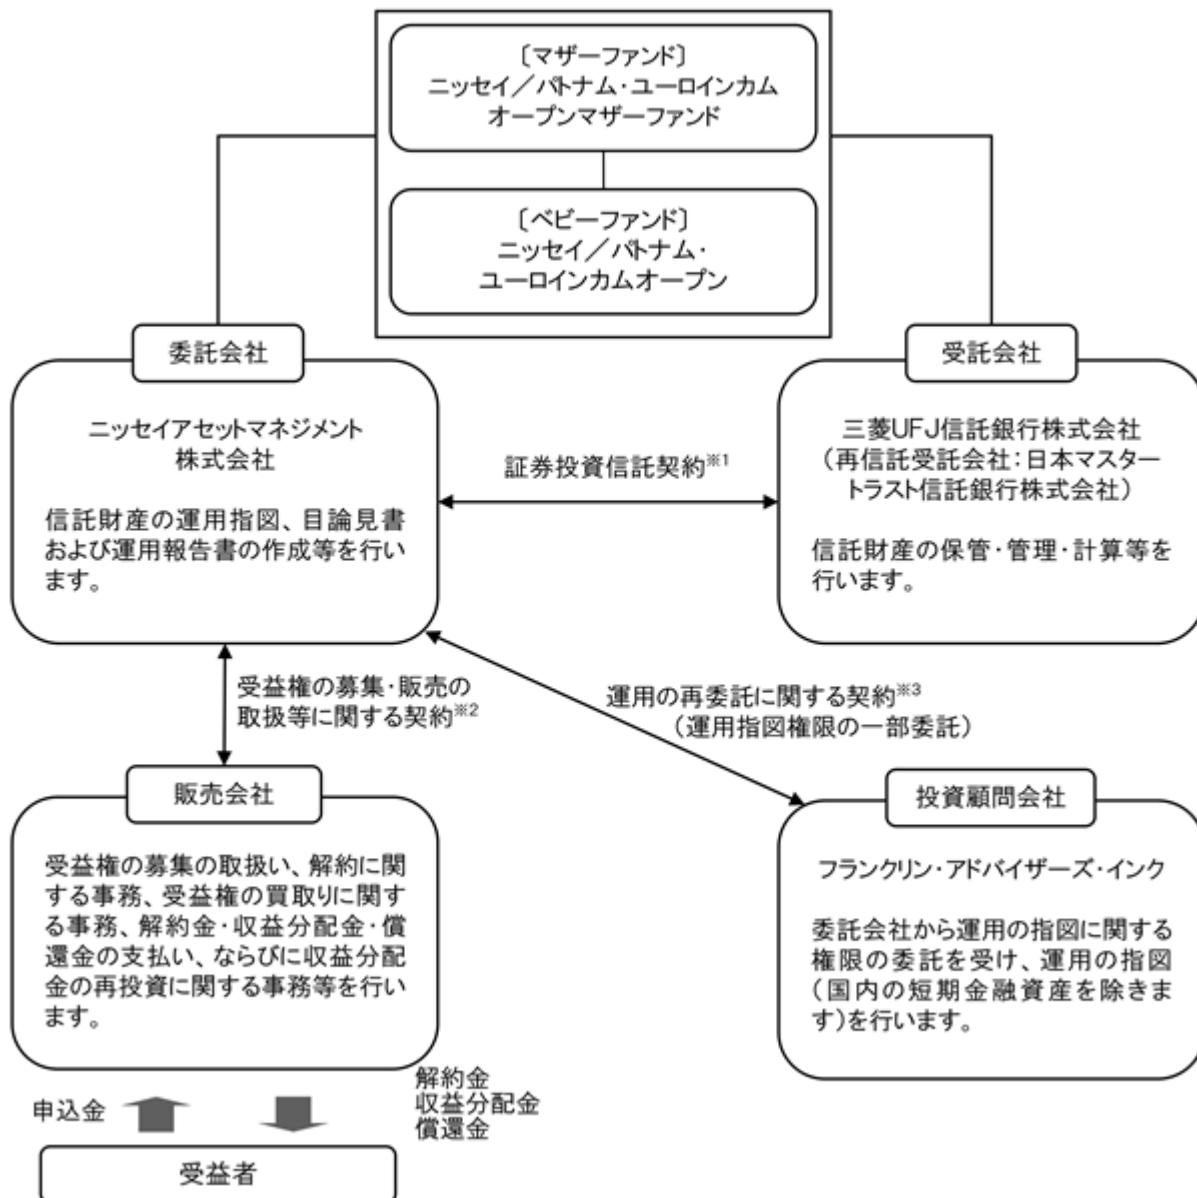 〔マザーファンド〕
ニッセイ／パトナム・ユーロインカム
オープンマザーファンド
〔ベビーファンド〕
ニッセイ／パトナム・
ユーロインカムオープン
委託会社
ニッセイアセットマネジメント
株式会社
信託財産の運用指図、目論見書
および運用報告書の作成等を行い
ます。
証券投資信託契約※1
受託会社
三菱UFJ信託銀行株式会社
（再信託受託会社：日本マスター
トラスト信託銀行株式会社）
信託財産の保管・管理・計算等を
行います。
受益権の募集・販売の
取扱等に関する契約※2
運用の再委託に関する契約※3
（運用指図権限の一部委託）
販売会社
受益権の募集の取扱い、解約に関
する事務、受益権の買取りに関す
る事務、解約金・収益分配金・償
還金の支払い、ならびに収益分配
金の再投資に関する事務等を行い
ます。
投資顧問会社
フランクリン・アドバイザーズ・インク
委託会社から運用の指図に関する
権限の委託を受け、運用の指図
（国内の短期金融資産を除きま
す）を行います。
申込金
解約金
収益分配金
償還金
受益者